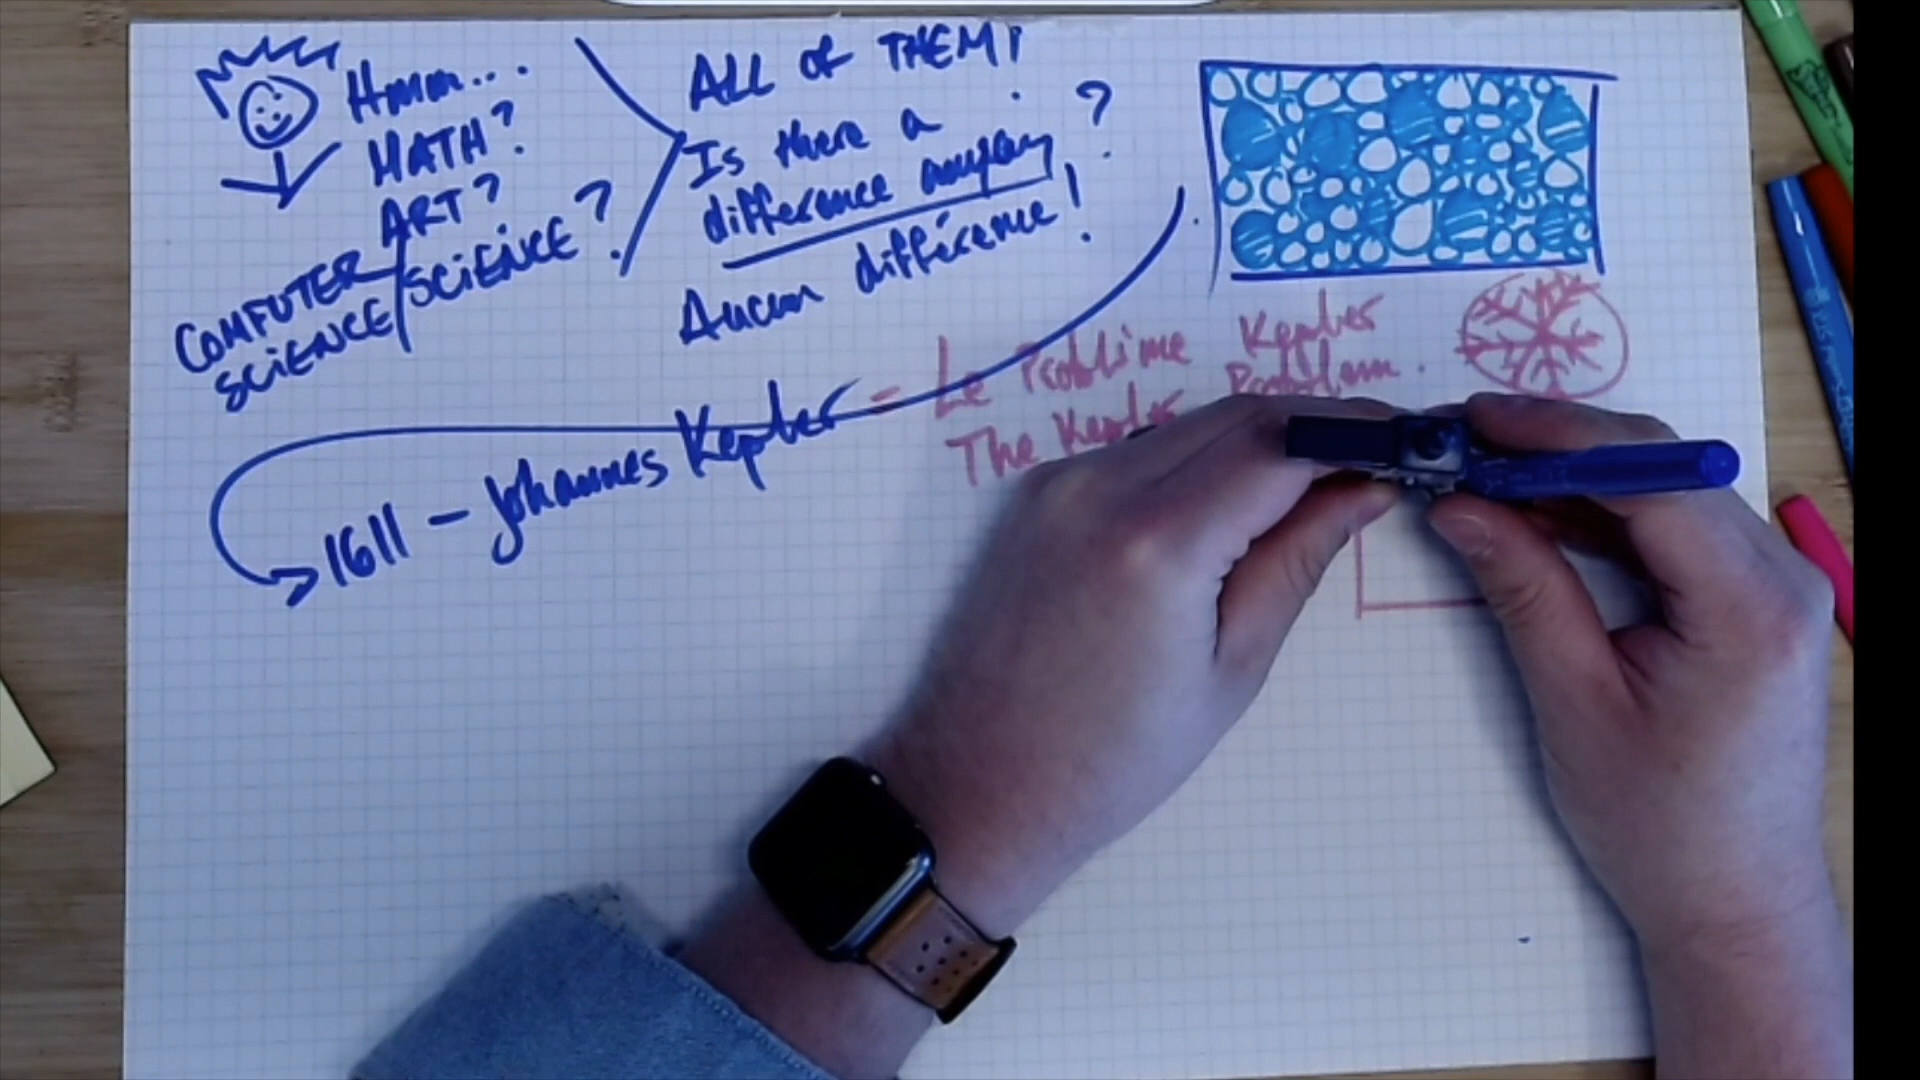 Hmm...
MATH?
ART?
COMPUTER
SCIENCE/SCIENCE?
ALL OF THEM!
Is there a
difference anyway?
Aucun différence!
1611 - Johannes Kepler = Le Problème Kepler
The Kepler Problem.